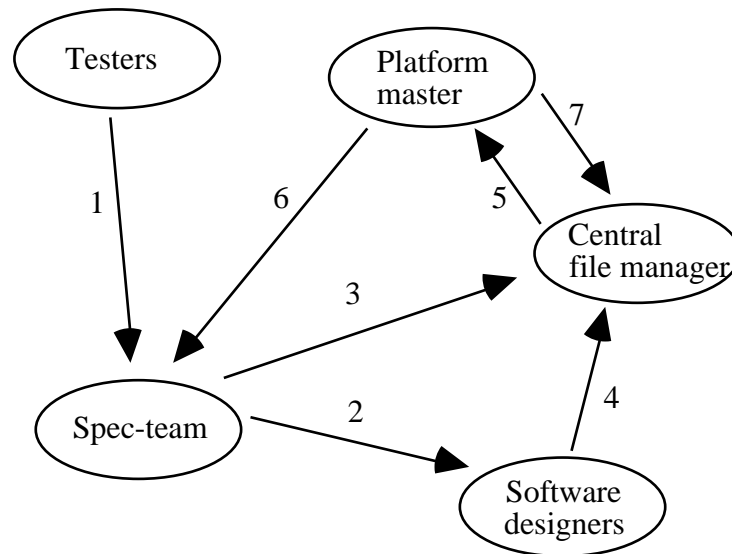 Testers
Platform
master
7
1
6
5
Central
file manager
3
Spec-team
2
4
Software
designers